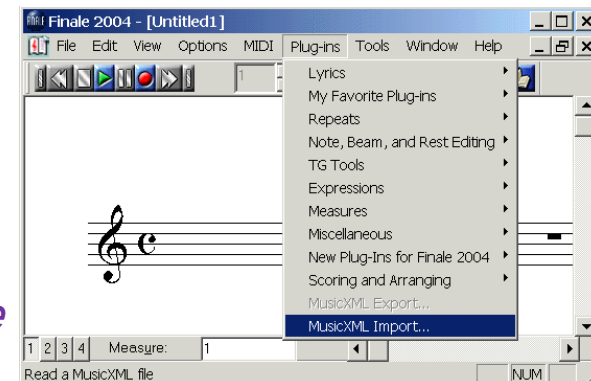 Finale 2004 - [Untitled1]
File Edit View Options MIDI Plug-ins Tools Window Help
1
Lyrics
My Favorite Plug-ins
Repeats
Note, Beam, and Rest Editing
TG Tools
Expressions
Measures
Miscellaneous
New Plug-Ins for Finale 2004
Scoring and Arranging
MusicXML Export...
MusicXML Import...
e
1 2 3 4 Measure: 1
Read a MusicXML file NUM